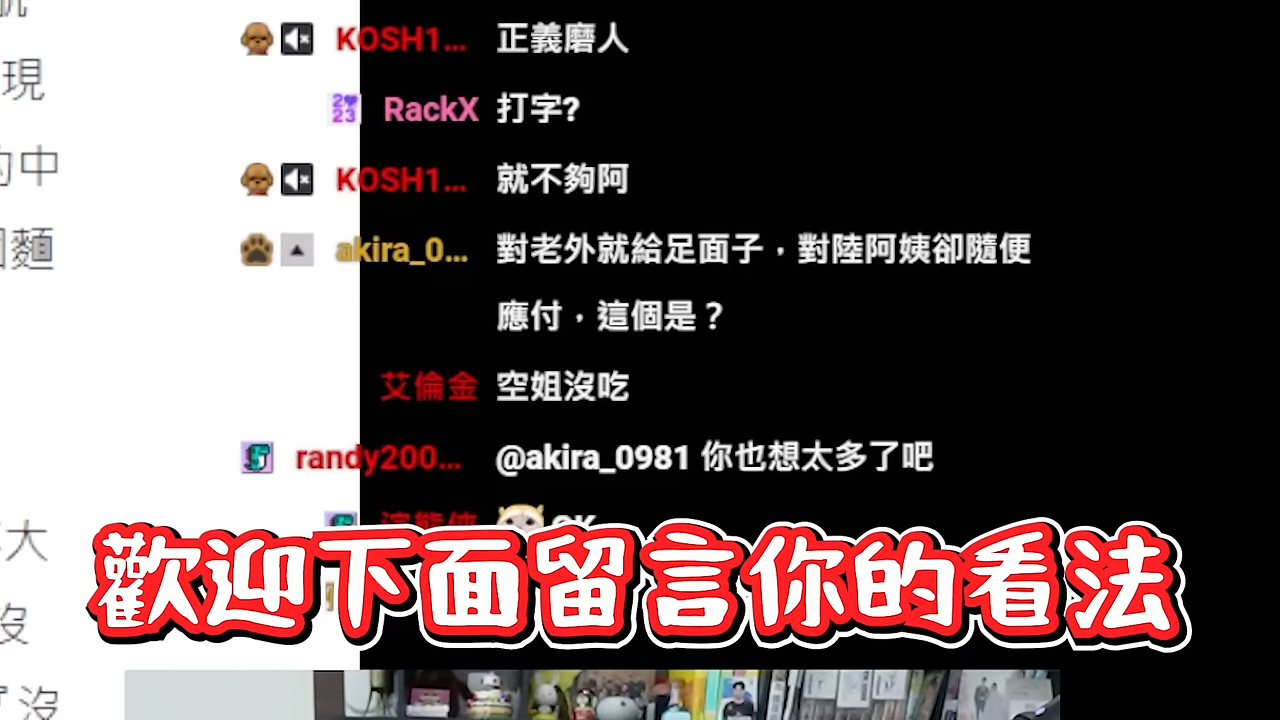 現
KOSH1... 正義磨人
RackX 打字?
的中
KOSH1... 就不夠阿
麵
akira_0... 對老外就給足面子，對陸阿姨卻隨便
應付，這個是？
艾倫金 空姐沒吃
randy200... @akira_0981 你也想太多了吧
OK
大
歡迎下面留言你的看法
沒
沒